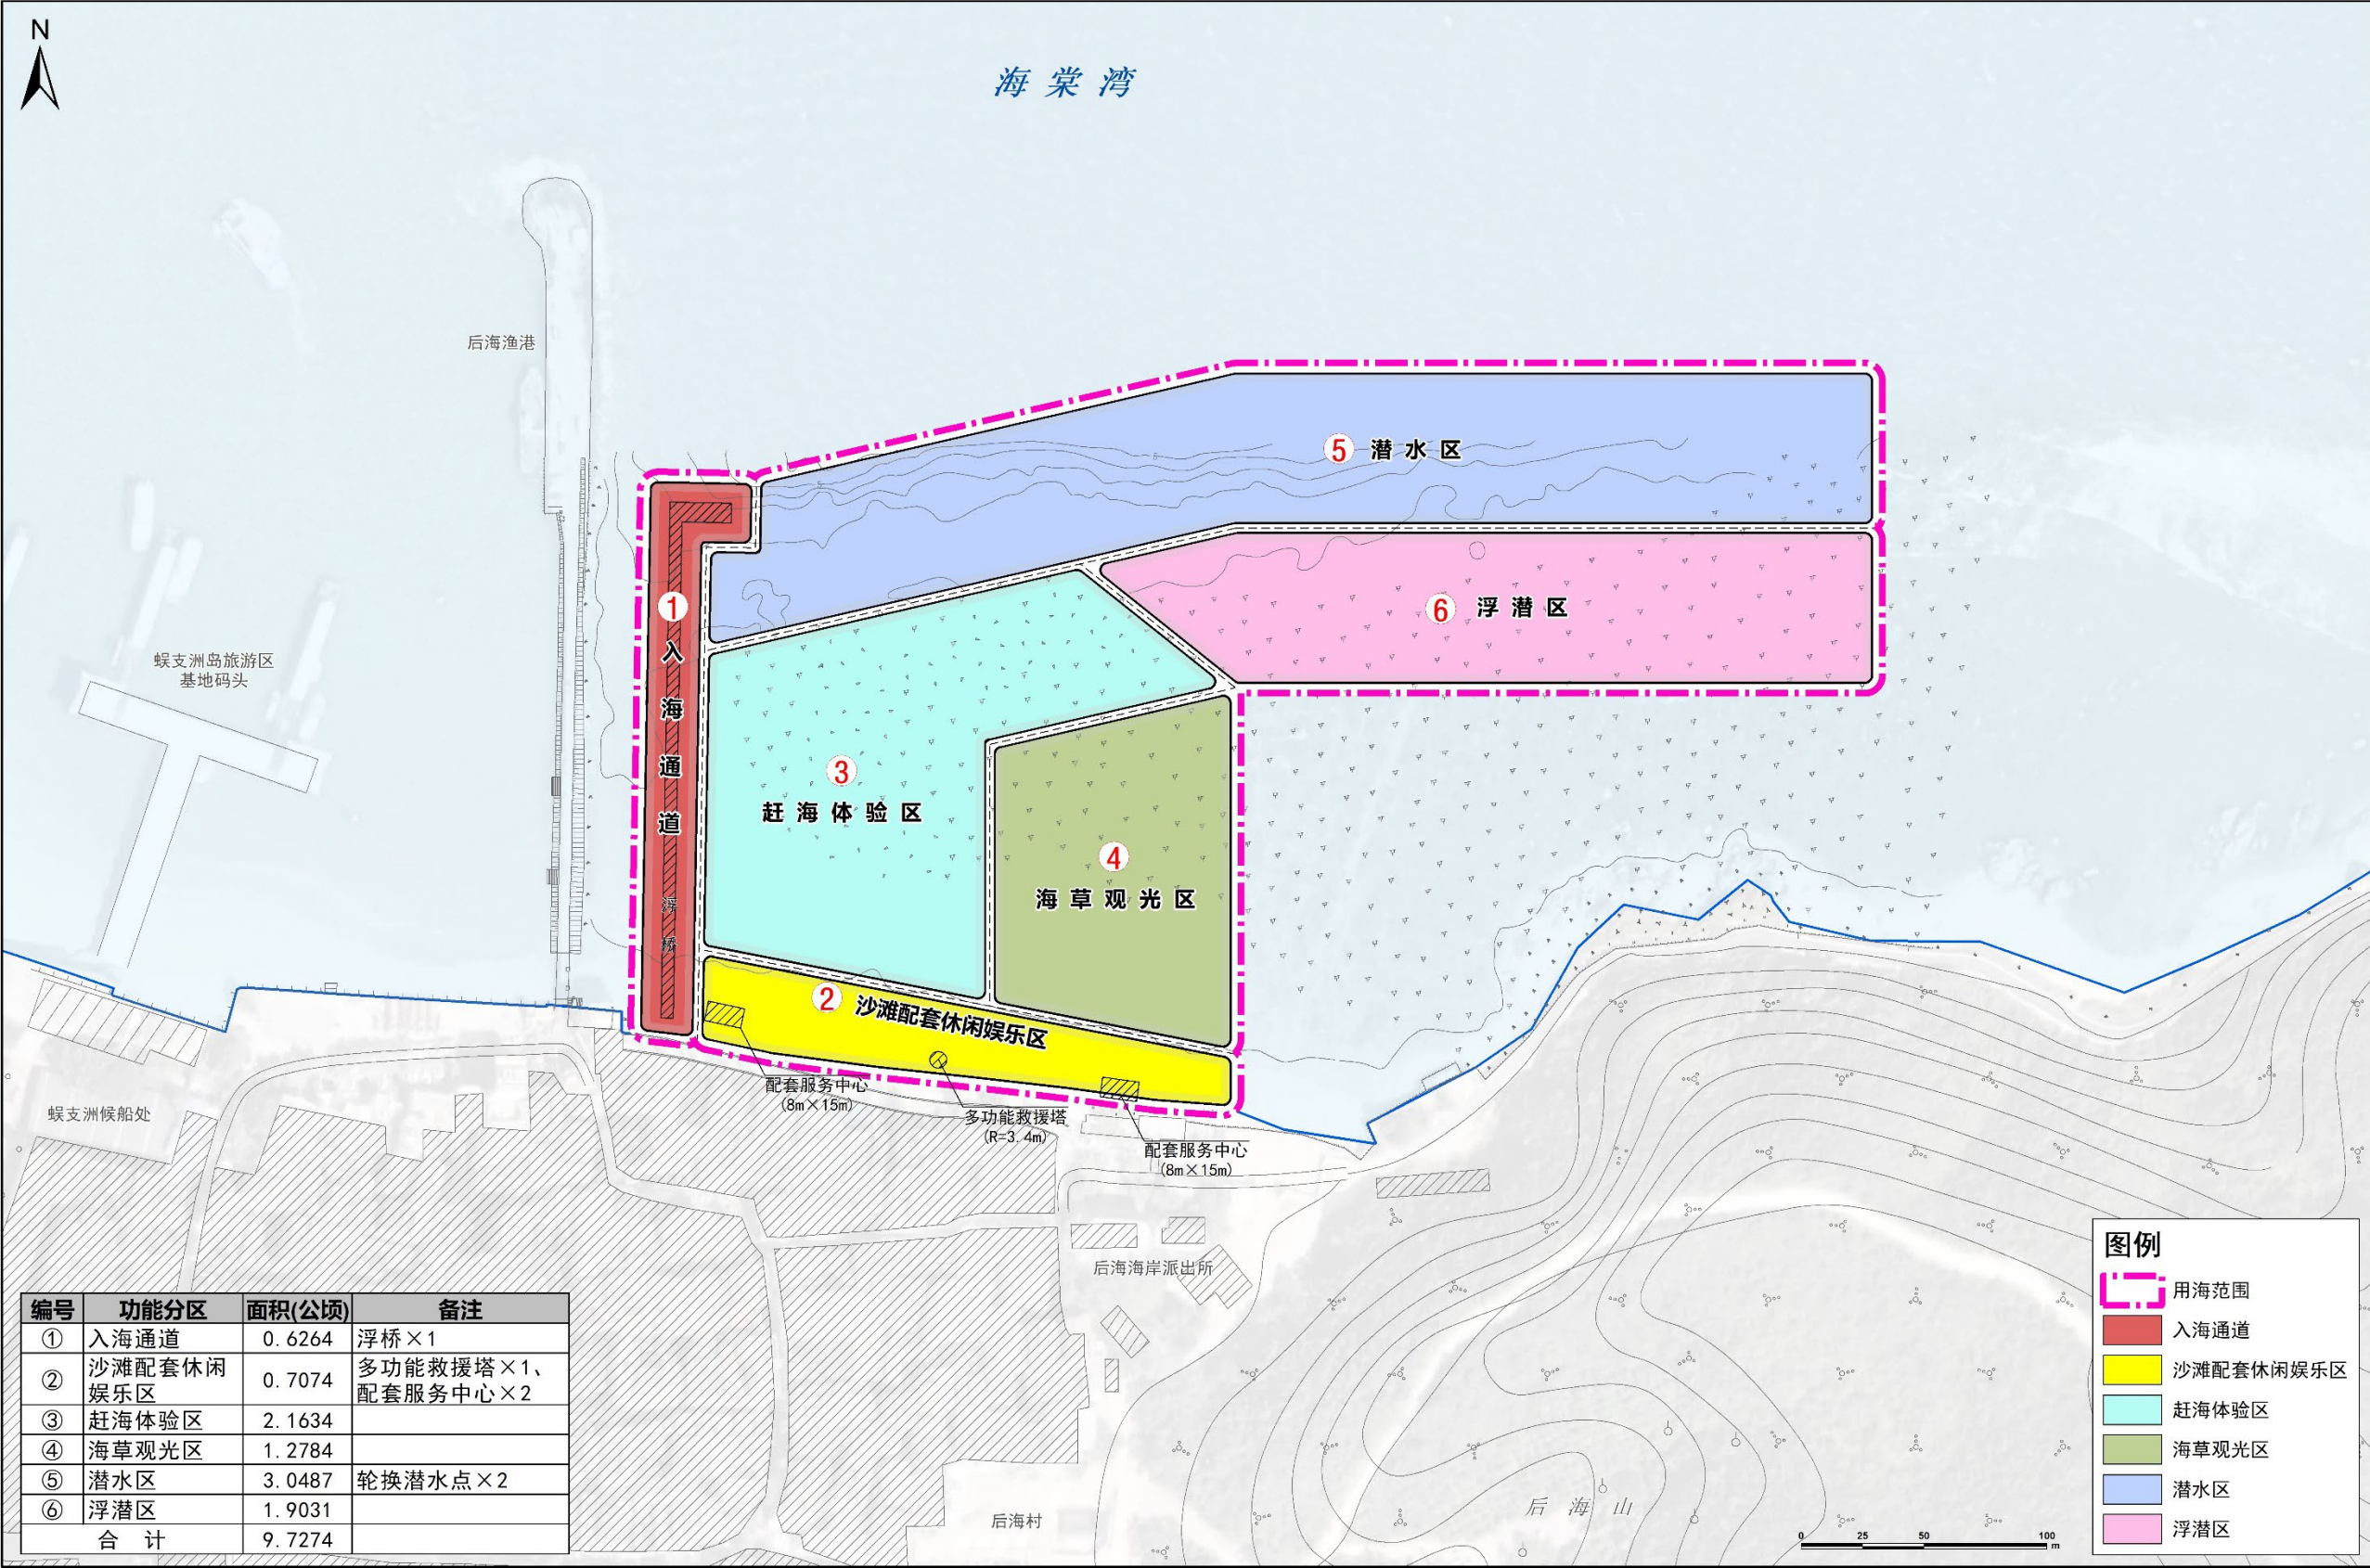 N
海棠湾
后海渔港
蜈支洲岛旅游区
基地码头
⑤ 潜水区
⑥ 浮潜区
① 入海通道
浮桥
③
赶海体验区
④
海草观光区
② 沙滩配套休闲娱乐区
配套服务中心
(8m×15m)
多功能救援塔
(R=3.4m)
配套服务中心
(8m×15m)
蜈支洲候船处
后海海岸派出所
后海村
后海山
编号 功能分区 面积(公顷) 备注
① 入海通道 0.6264 浮桥×1
② 沙滩配套休闲娱乐区 0.7074 多功能救援塔×1、配套服务中心×2
③ 赶海体验区 2.1634
④ 海草观光区 1.2784
⑤ 潜水区 3.0487 轮换潜水点×2
⑥ 浮潜区 1.9031
合计 9.7274
图例
用海范围
入海通道
沙滩配套休闲娱乐区
赶海体验区
海草观光区
潜水区
浮潜区
0 25 50 100
m